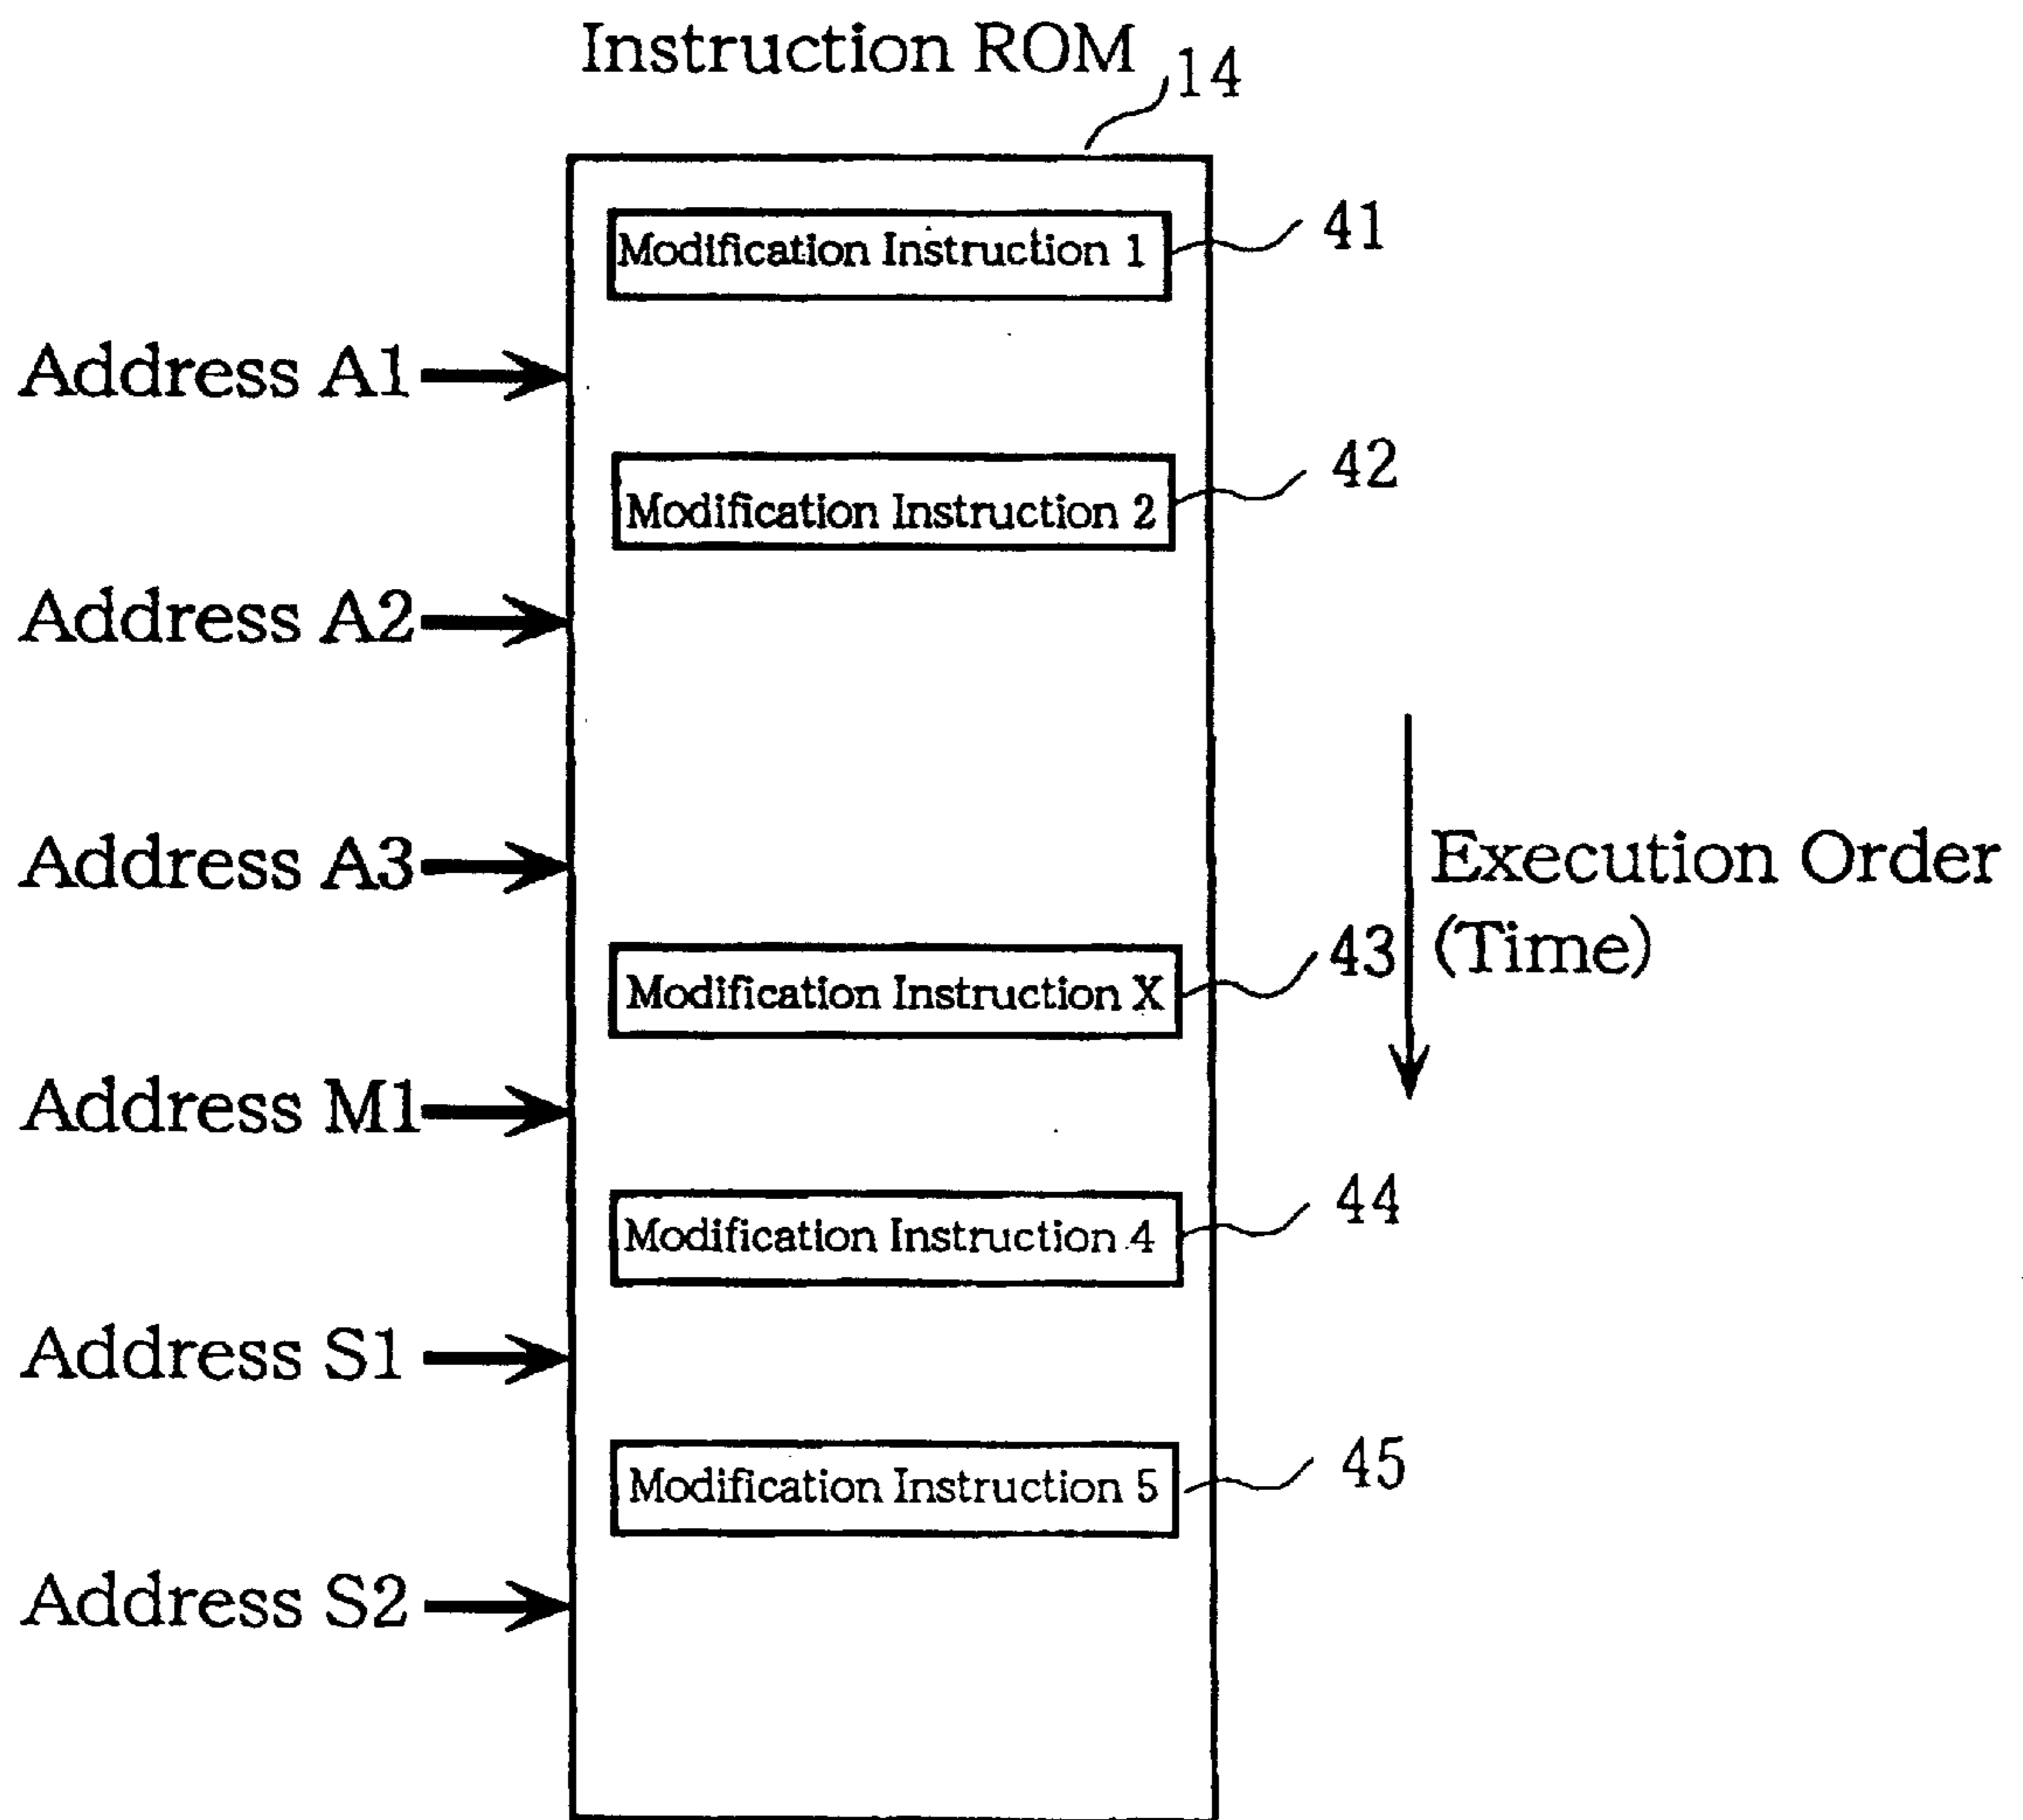 Instruction ROM
14
Modification Instruction 1
41
Address A1
42
Modification Instruction 2
Address A2
Address A3
Execution Order
(Time)
43
Modification Instruction X
Address M1
44
Modification Instruction 4
Address S1
45
Modification Instruction 5
Address S2